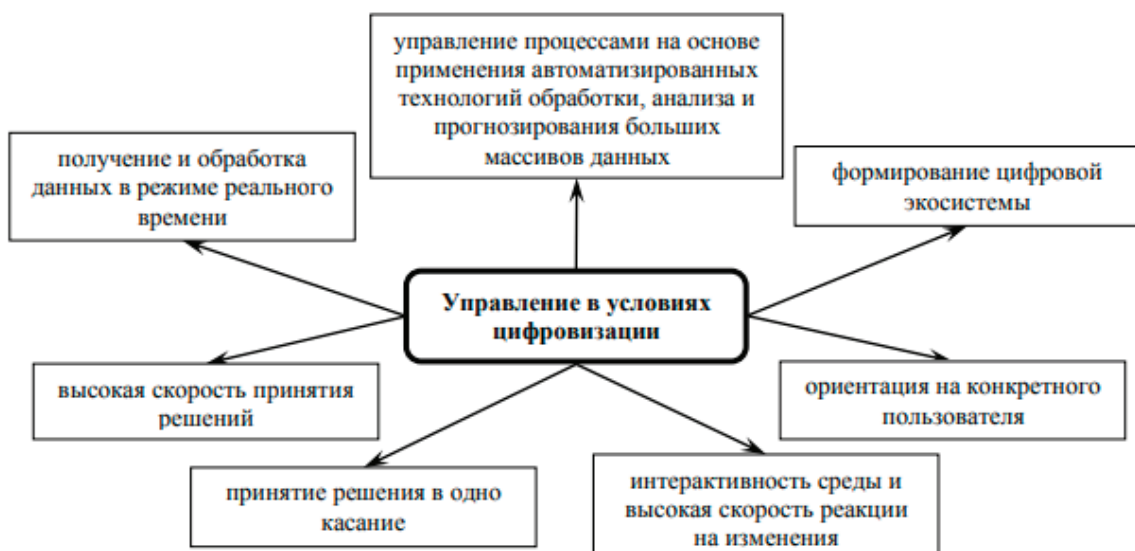 управление процессами на основе
применения автоматизированных
технологий обработки, анализа и
прогнозирования больших
массивов данных
получение и обработка
данных в режиме реального
времени
формирование цифровой
экосистемы
Управление в условиях
цифровизации
высокая скорость принятия
решений
ориентация на конкретного
пользователя
принятие решения в одно
касание
интерактивность среды и
высокая скорость реакции
на изменения